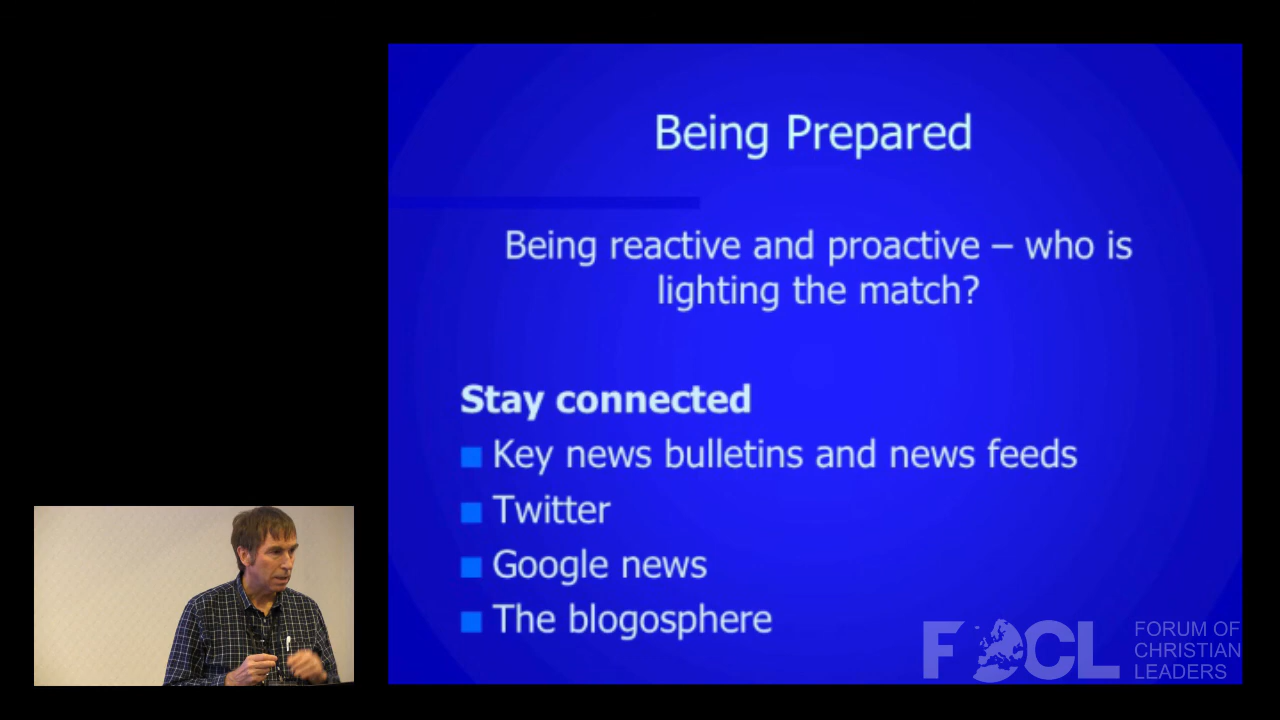 Being Prepared
Being reactive and proactive – who is
lighting the match?
Stay connected
Key news bulletins and news feeds
Twitter
Google news
The blogosphere
FOCL
FORUM OF
CHRISTIAN
LEADERS